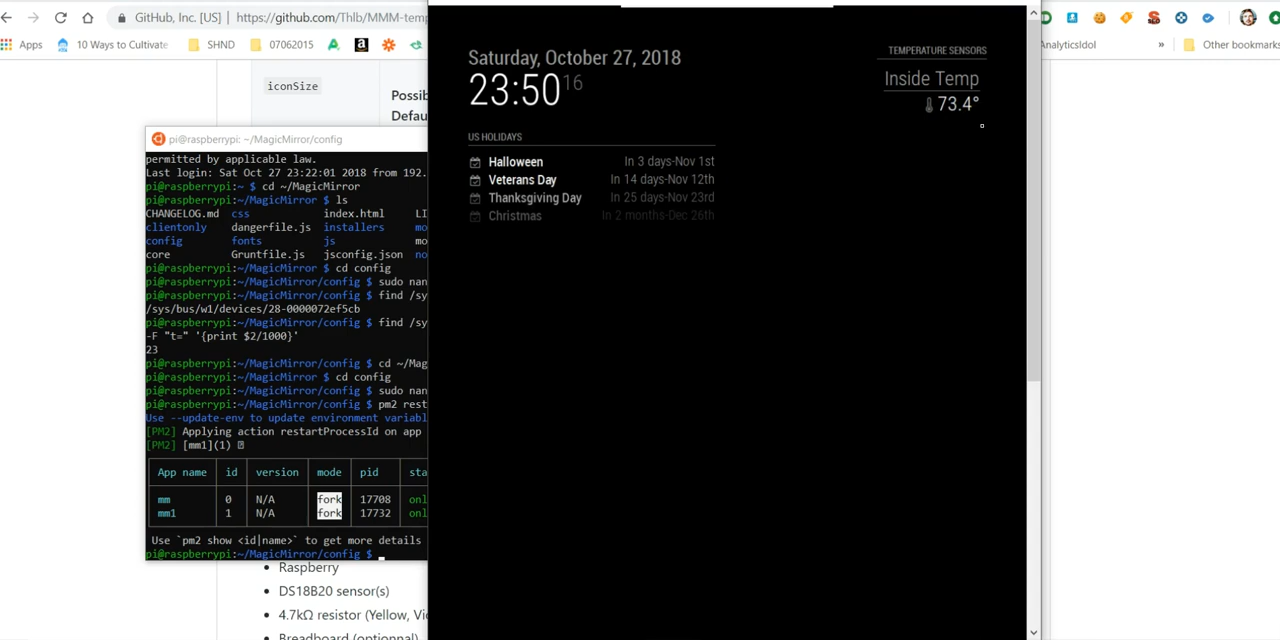 GitHub, Inc. [US]
https://github.com/Thlb/MMM-temp
Apps
10 Ways to Cultivate
SHND
07062015
AnalyticsIdol
»
Other bookmarks
iconSize
Possib
Defau
pi@raspberrypi: ~/MagicMirror/config
permitted by applicable law.
Last login: Sat Oct 27 23:22:01 2018 from 192.
pi@raspberrypi:~ $ cd ~/MagicMirror
pi@raspberrypi:~/MagicMirror $ ls
CHANGELOG.md css index.html LI
clientonly dangerfile.js installers mo
config fonts js mo
core Gruntfile.js jsconfig.json no
pi@raspberrypi:~/MagicMirror $ cd config
pi@raspberrypi:~/MagicMirror/config $ sudo nan
pi@raspberrypi:~/MagicMirror/config $ find /sy
/sys/bus/w1/devices/28-0000072ef5cb
pi@raspberrypi:~/MagicMirror/config $ find /sy
-F "t=" '{print $2/1000}'
23
pi@raspberrypi:~/MagicMirror/config $ cd ~/Mag
pi@raspberrypi:~/MagicMirror $ cd config
pi@raspberrypi:~/MagicMirror/config $ sudo nan
pi@raspberrypi:~/MagicMirror/config $ pm2 rest
Use --update-env to update environment variabl
[PM2] Applying action restartProcessId on app
[PM2] [mm1](1)
App name id version mode pid sta
mm 0 N/A fork 17708 onl
mm1 1 N/A fork 17732 onl
Use `pm2 show <id|name>` to get more details
pi@raspberrypi:~/MagicMirror/config $
Raspberry
DS18B20 sensor(s)
4.7kΩ resistor (Yellow, Vio
Breadboard (optionnal)
Saturday, October 27, 2018
23:50 16
US HOLIDAYS
Halloween In 3 days-Nov 1st
Veterans Day In 14 days-Nov 12th
Thanksgiving Day In 25 days-Nov 23rd
Christmas In 2 months-Dec 26th
TEMPERATURE SENSORS
Inside Temp
73.4°